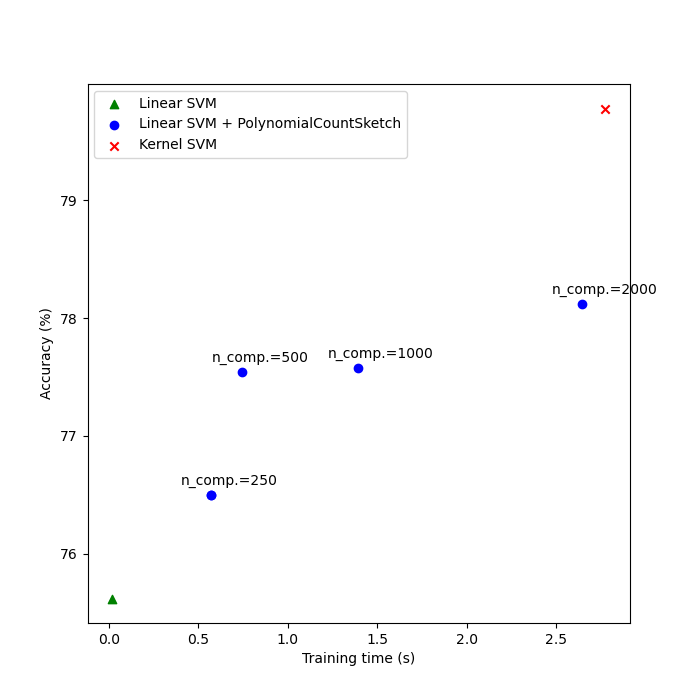 Linear SVM
Linear SVM + PolynomialCountSketch
Kernel SVM
79
78
77
76
Accuracy (%)
n_comp.=2000
n_comp.=500
n_comp.=1000
n_comp.=250
0.0 0.5 1.0 1.5 2.0 2.5
Training time (s)